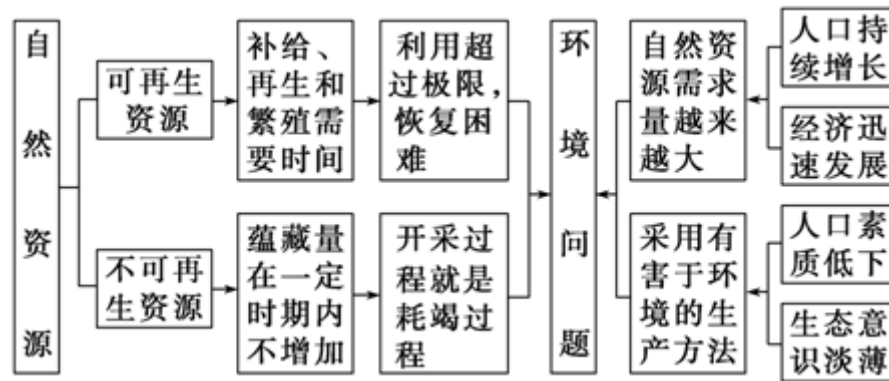 自然资源
可再生
资源
不可再
生资源
补给、
再生和
繁殖需
要时间
蕴藏量
在一定
时期内
不增加
利用超
过极限，
恢复困
难
开采过
程就是
耗竭过
程
环境问题
自然资
源需求
量越来
越大
采用有
害于环
境的生
产方法
人口持
续增长
经济迅
速发展
人口素
质低下
生态意
识淡薄